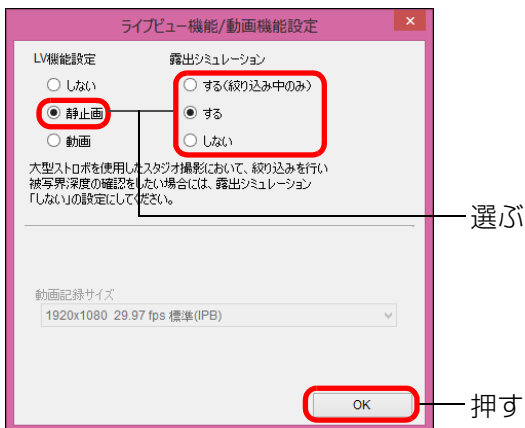 ライブビュー機能/動画機能設定
LV機能設定
露出シミュレーション
しない
する(絞り込み中のみ)
静止画
する
動画
しない
大型ストロボを使用したスタジオ撮影において、絞り込みを行い
被写界深度の確認をしたい場合には、露出シミュレーション
「しない」の設定にしてください。
選ぶ
動画記録サイズ
1920x1080 29.97 fps 標準(IPB)
OK
押す